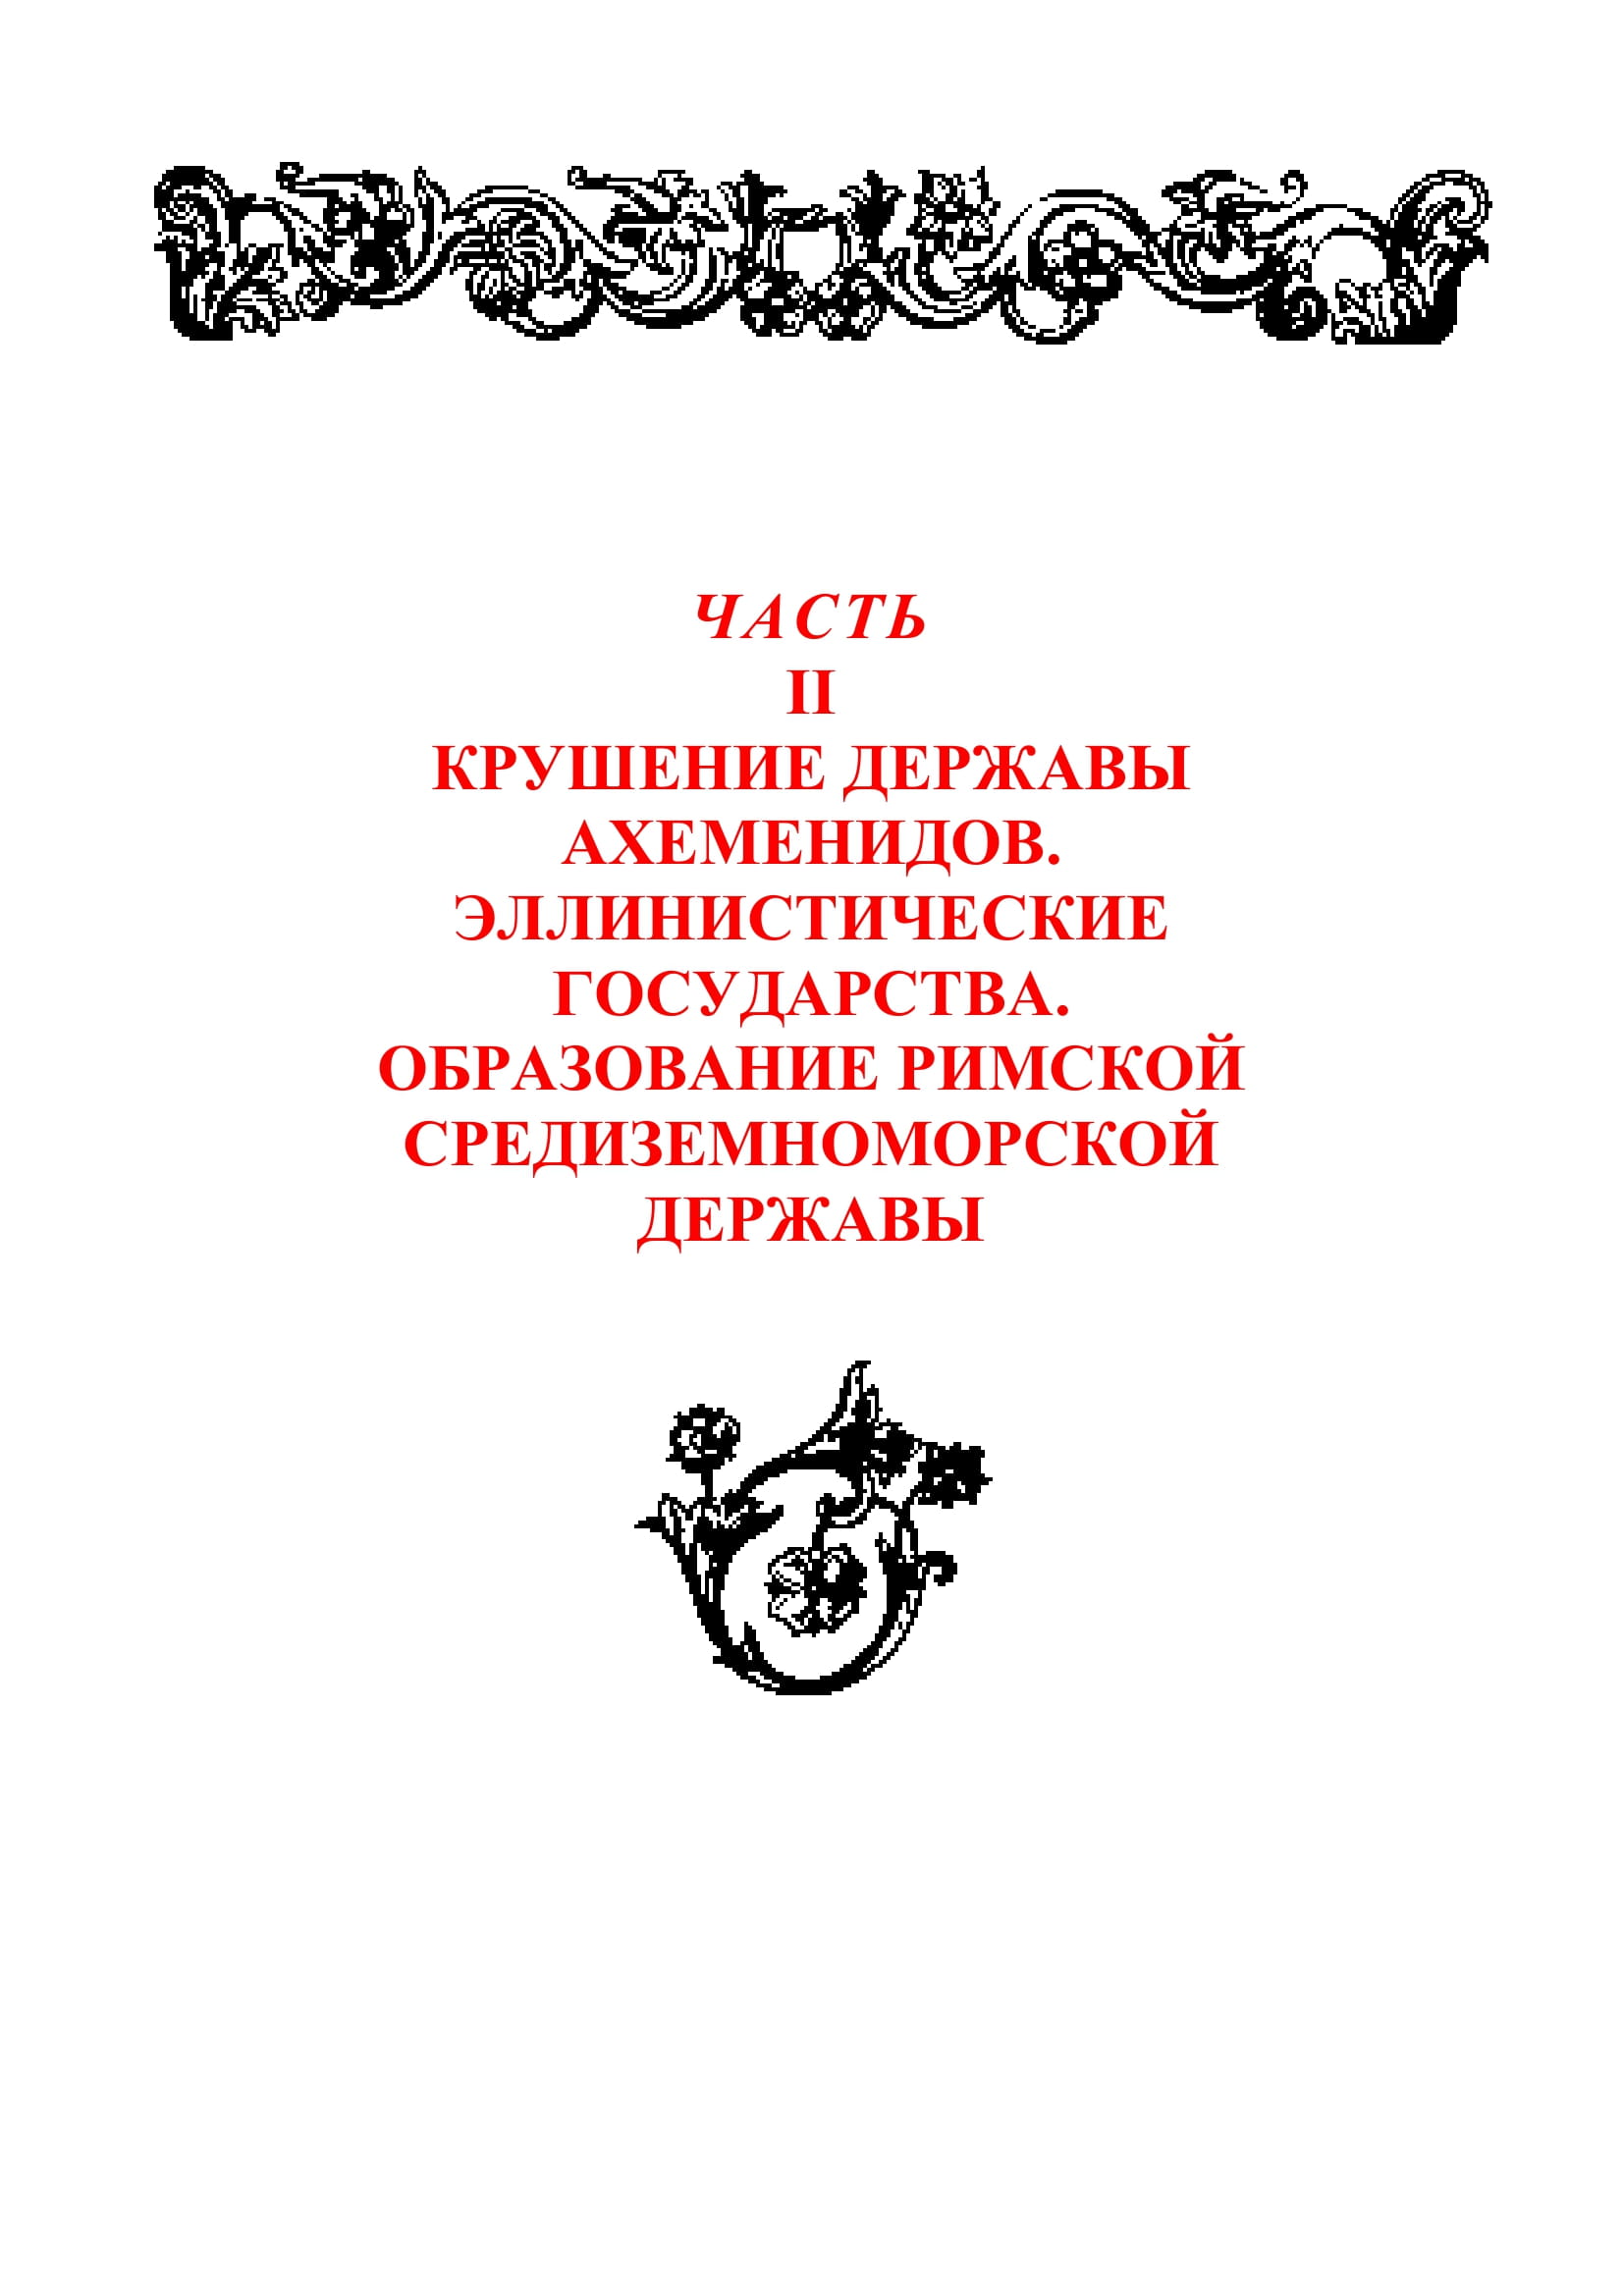 ЧАСТЬ
II
КРУШЕНИЕ ДЕРЖАВЫ
АХЕМЕНИДОВ.
ЭЛЛИНИСТИЧЕСКИЕ
ГОСУДАРСТВА.
ОБРАЗОВАНИЕ РИМСКОЙ
СРЕДИЗЕМНОМОРСКОЙ
ДЕРЖАВЫ